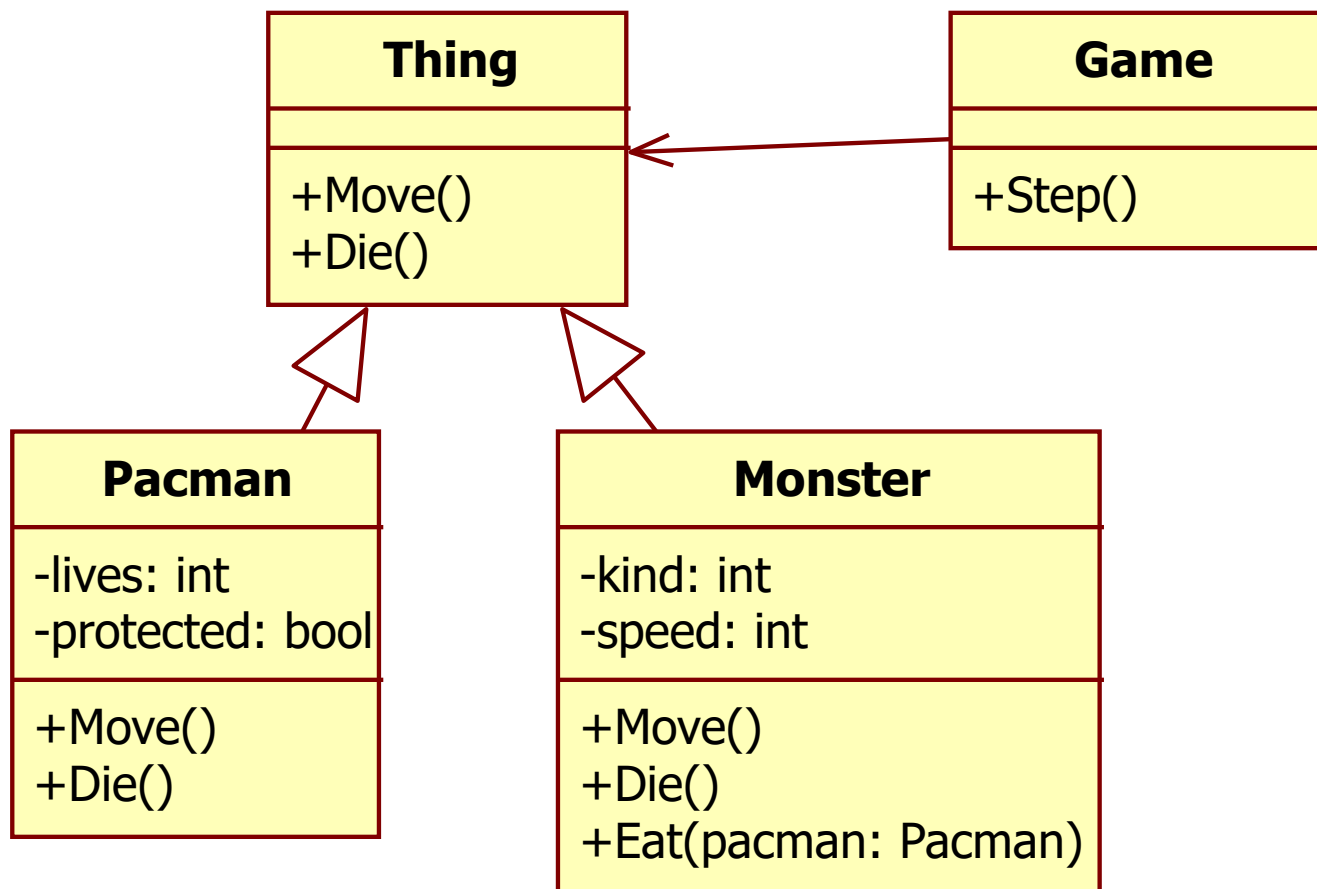 Thing
+Move()
+Die()
Game
+Step()
Pacman
-lives: int
-protected: bool
+Move()
+Die()
Monster
-kind: int
-speed: int
+Move()
+Die()
+Eat(pacman: Pacman)